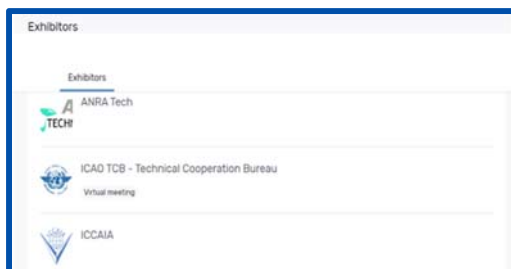 Exhibitors
Exhibitors
ANRA Tech
A
TECH
ICAO TCB - Technical Cooperation Bureau
Virtual meeting
ICCAIA